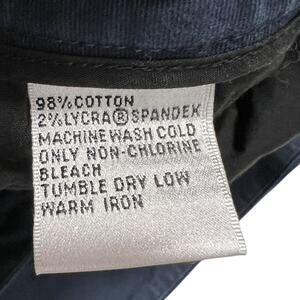 98% COTTON
2% LYCRA® SPANDEX
MACHINE WASH COLD
ONLY NON-CHLORINE
BLEACH
TUMBLE DRY LOW
WARM IRON